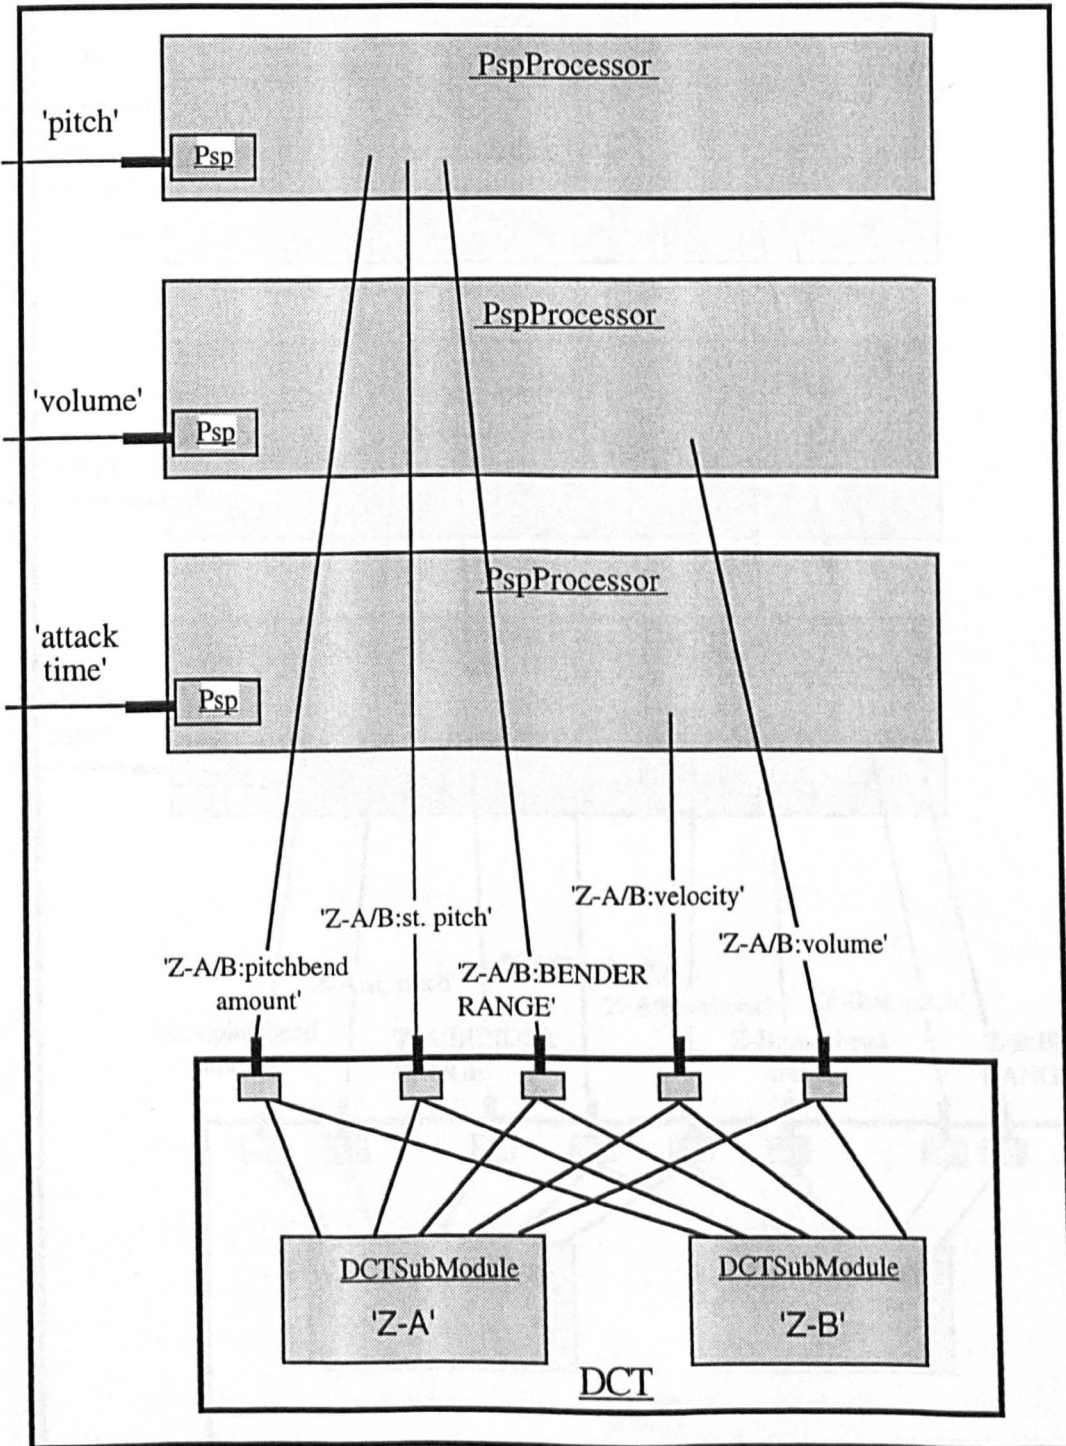 PspProcessor
'pitch'
Psp
PspProcessor
'volume'
Psp
PspProcessor
'attack
time'
Psp
'Z-A/B:velocity'
'Z-A/B:st. pitch'
'Z-A/B:volume'
'Z-A/B:pitchbend
amount'
'Z-A/B:BENDER
RANGE'
DCTSubModule
'Z-A'
DCTSubModule
'Z-B'
DCT